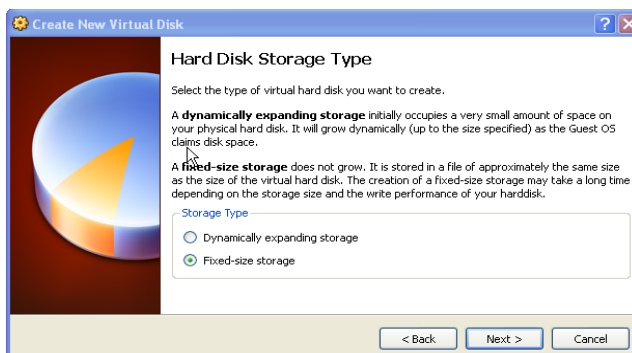 Create New Virtual Disk
Hard Disk Storage Type
Select the type of virtual hard disk you want to create.
A dynamically expanding storage initially occupies a very small amount of space on
your physical hard disk. It will grow dynamically (up to the size specified) as the Guest OS
claims disk space.
A fixed-size storage does not grow. It is stored in a file of approximately the same size
as the size of the virtual hard disk. The creation of a fixed-size storage may take a long time
depending on the storage size and the write performance of your harddisk.
Storage Type
Dynamically expanding storage
Fixed-size storage
< Back
Next >
Cancel